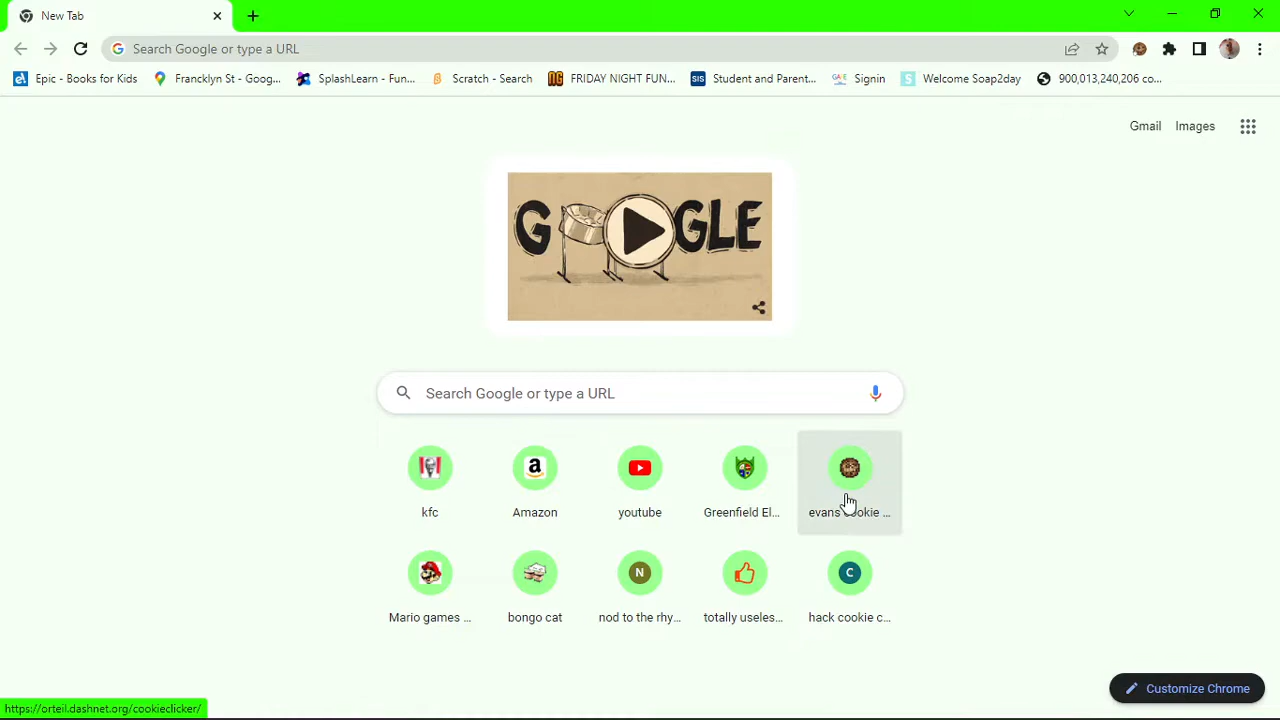 New Tab
Search Google or type a URL
Epic - Books for Kids
Francklyn St - Goog...
SplashLearn - Fun...
Scratch - Search
FRIDAY NIGHT FUN...
SIS
Student and Parent...
Signin
Welcome Soap2day
900,013,240,206 co...
Gmail
Images
G GLE
Search Google or type a URL
kfc
Amazon
youtube
Greenfield El...
evans cookie ...
Mario games ...
bongo cat
nod to the rhy...
totally useles...
hack cookie c...
Customize Chrome
https://orteil.dashnet.org/cookieclicker/